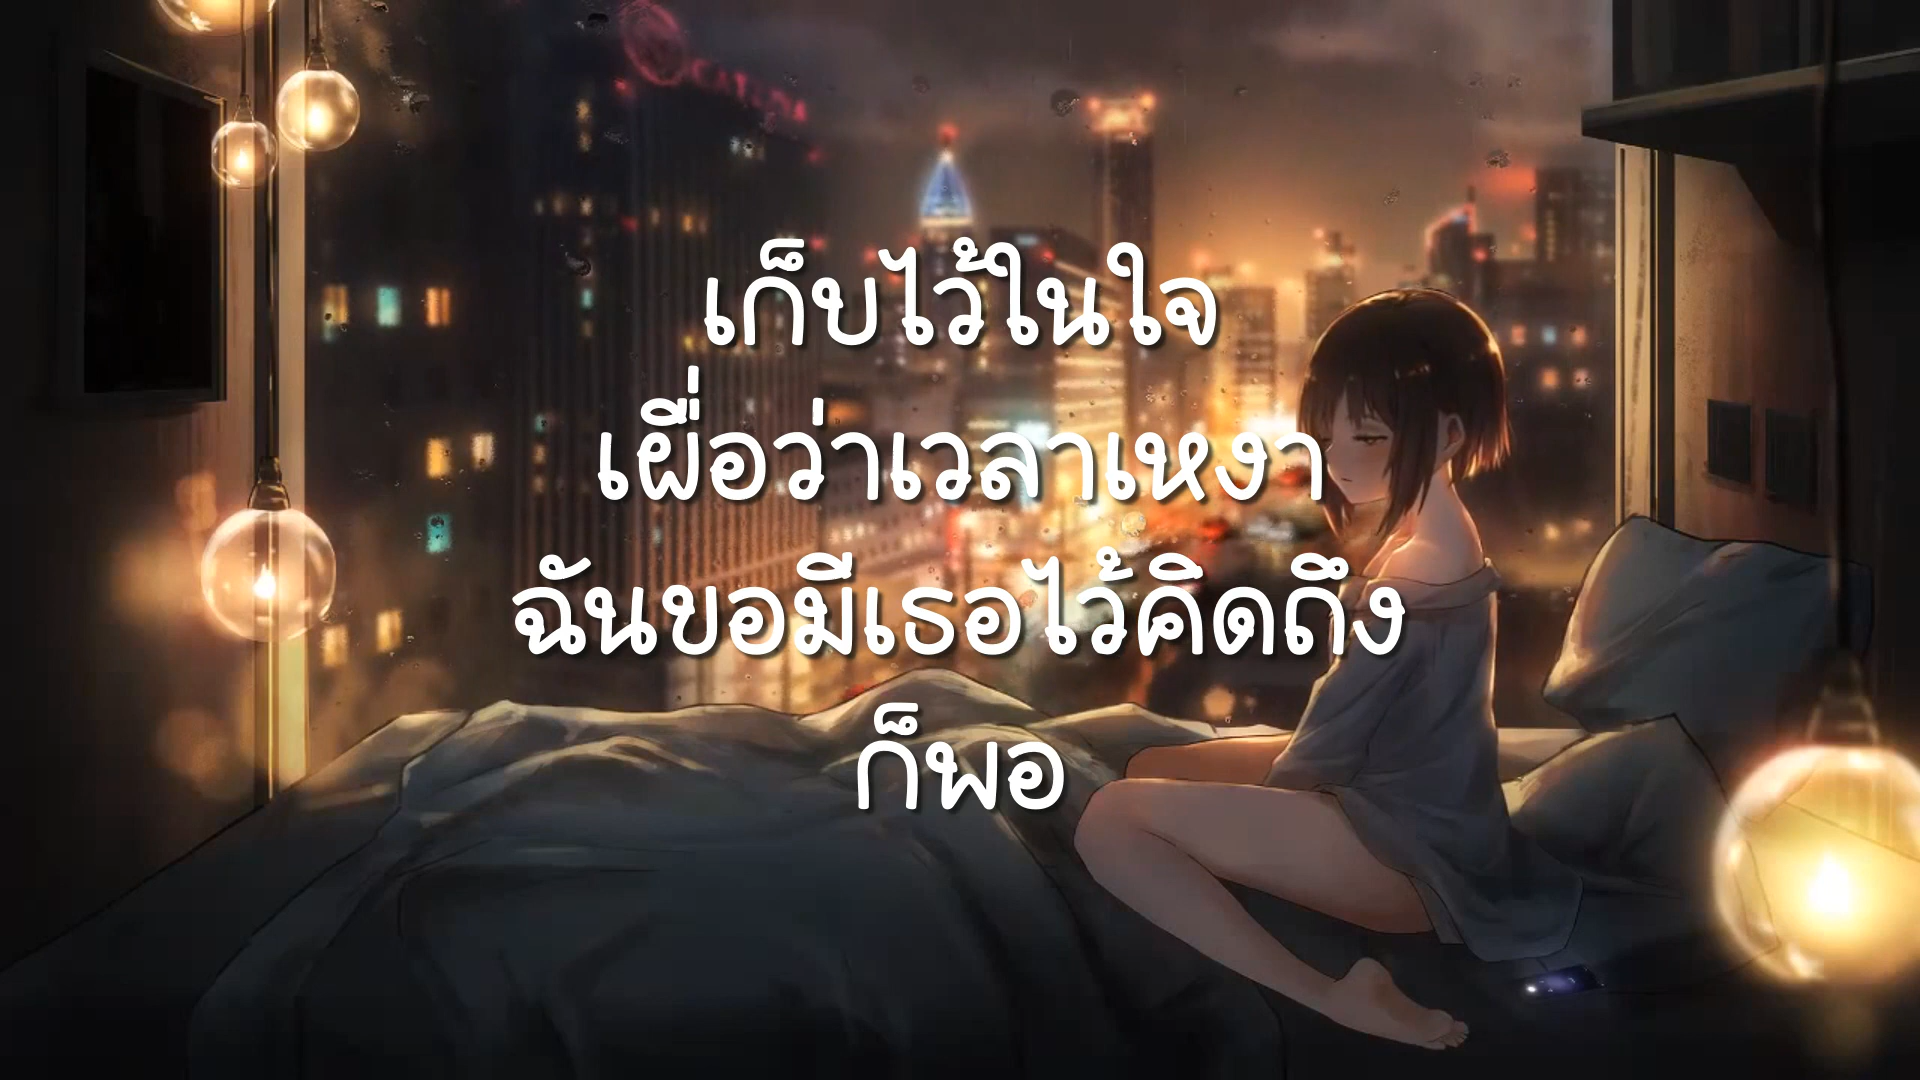 เก็บไว้ในใจ
เผื่อว่าเวลาเหงา
ฉันขอมีเธอไว้คิดถึง
ก็พอ